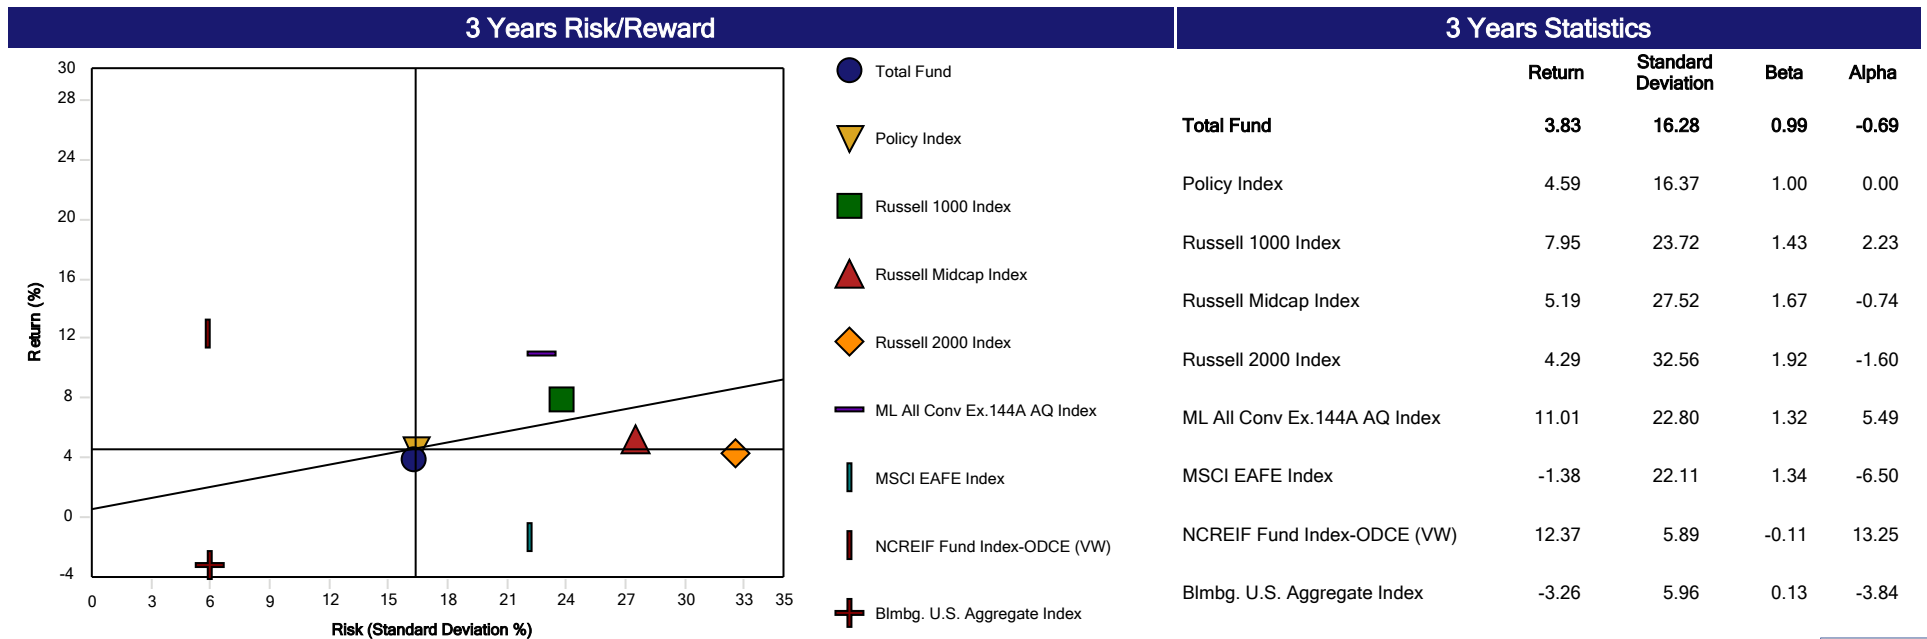 3 Years Risk/Reward
30
28
24
20
16
12
8
4
0
-4
Return (%)
0 3 6 9 12 15 18 21 24 27 30 33 35
Risk (Standard Deviation %)
Total Fund
Policy Index
Russell 1000 Index
Russell Midcap Index
Russell 2000 Index
ML All Conv Ex.144A AQ Index
MSCI EAFE Index
NCREIF Fund Index-ODCE (VW)
Blmbg. U.S. Aggregate Index
3 Years Statistics
Return Standard Deviation Beta Alpha
Total Fund 3.83 16.28 0.99 -0.69
Policy Index 4.59 16.37 1.00 0.00
Russell 1000 Index 7.95 23.72 1.43 2.23
Russell Midcap Index 5.19 27.52 1.67 -0.74
Russell 2000 Index 4.29 32.56 1.92 -1.60
ML All Conv Ex.144A AQ Index 11.01 22.80 1.32 5.49
MSCI EAFE Index -1.38 22.11 1.34 -6.50
NCREIF Fund Index-ODCE (VW) 12.37 5.89 -0.11 13.25
Blmbg. U.S. Aggregate Index -3.26 5.96 0.13 -3.84